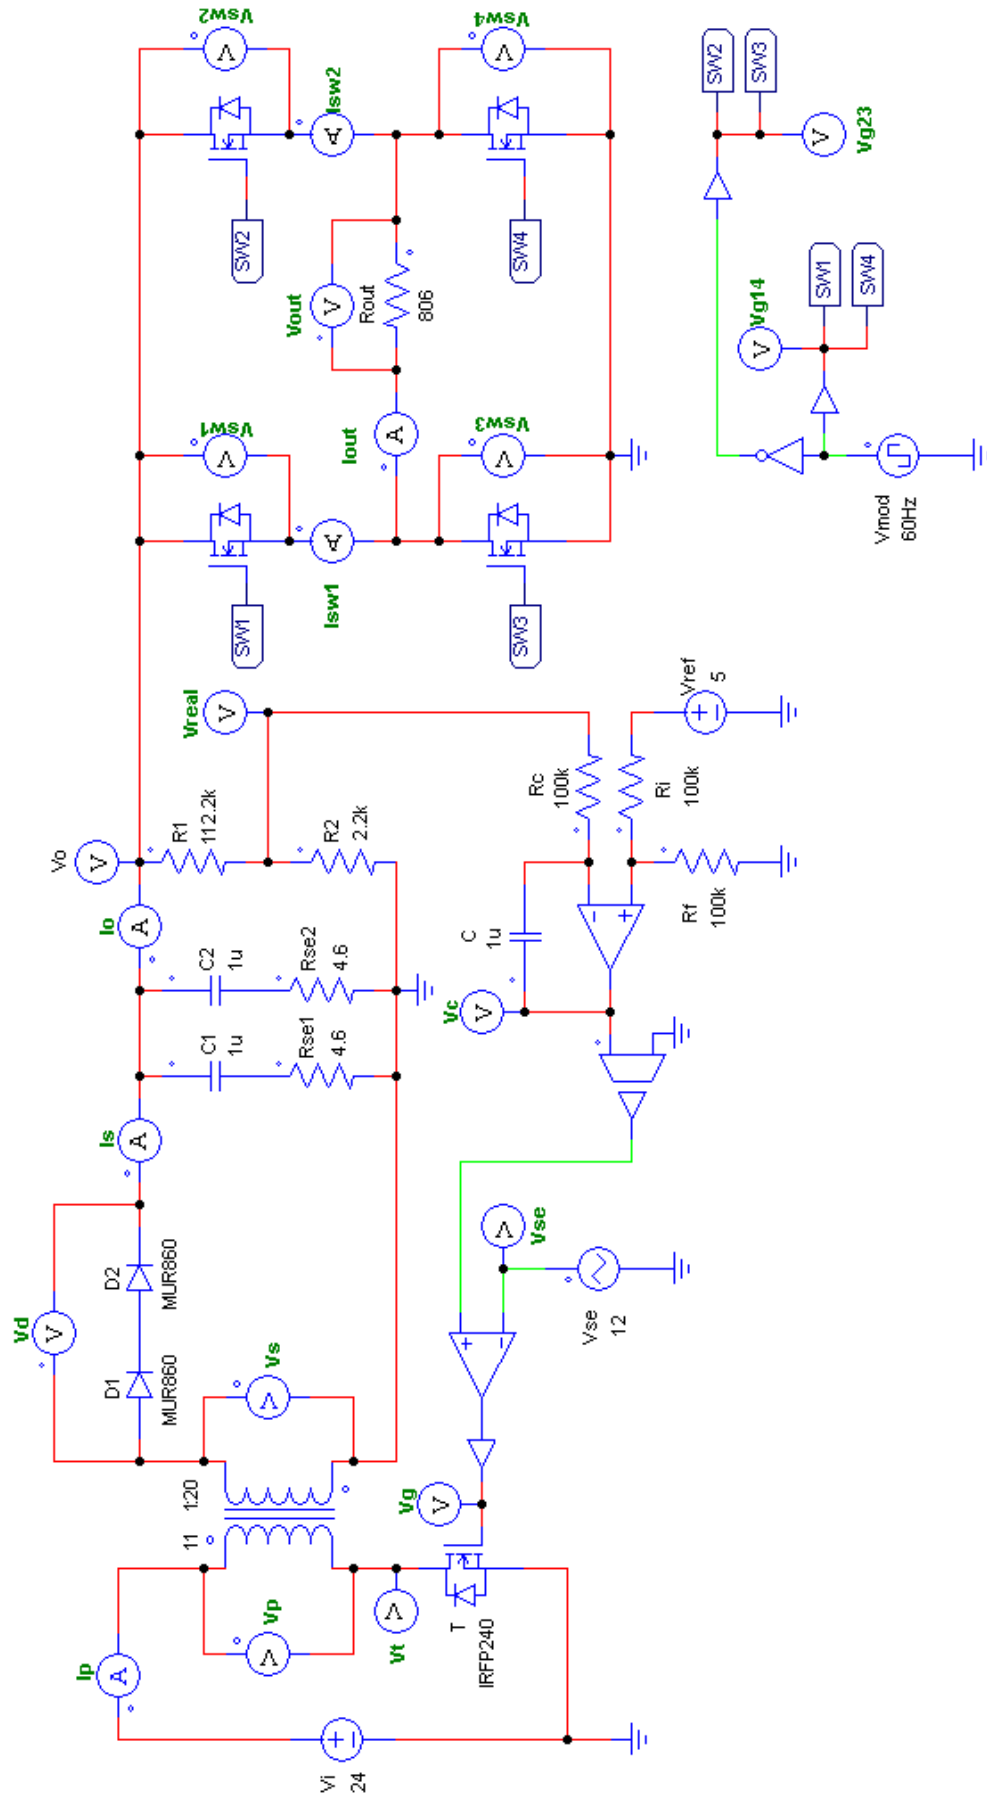 Vi
24
V
Vp
A
Ip
V
Vt
T
IRFP240
11
120
V
Vs
V
Vd
D1
MUR860
D2
MUR860
A
Is
C1
1u
Rse1
4.6
C2
1u
Rse2
4.6
A
Io
V
Vo
R1
112.2k
R2
2.2k
V
Vreal
V
Vg
V
Vse
Vse
12
V
Vc
C
1u
Rc
100k
Ri
100k
Rf
100k
Vref
5
SW1
V
Vsw1
A
Isw1
SW3
V
Vsw3
A
Iout
V
Vout
Rout
806
SW2
V
Vsw2
A
Isw2
SW4
V
Vsw4
Vmod
60Hz
V
Vg14
SW1
SW4
V
Vg23
SW2
SW3